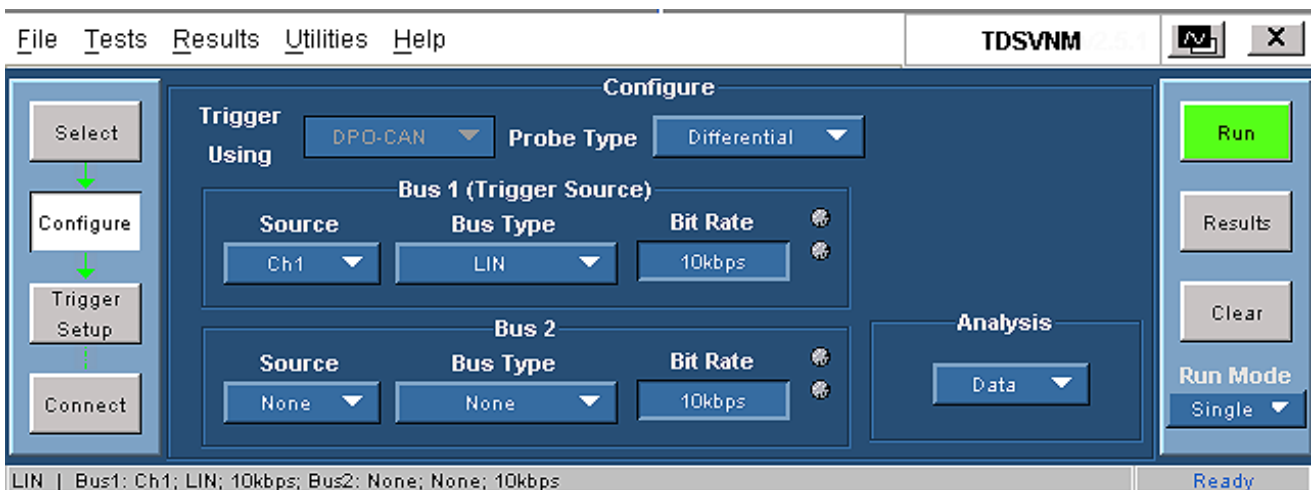 File Tests Results Utilities Help TDSVNM
Configure
Select
Trigger Using DPO-CAN Probe Type Differential
Run
Configure
Bus 1 (Trigger Source)
Source Bus Type Bit Rate
Ch1 LIN 10kbps
Results
Trigger
Setup
Bus 2
Source Bus Type Bit Rate
None None 10kbps
Analysis
Data
Clear
Connect
Run Mode
Single
LIN | Bus1: Ch1; LIN; 10kbps; Bus2: None; None; 10kbps Ready